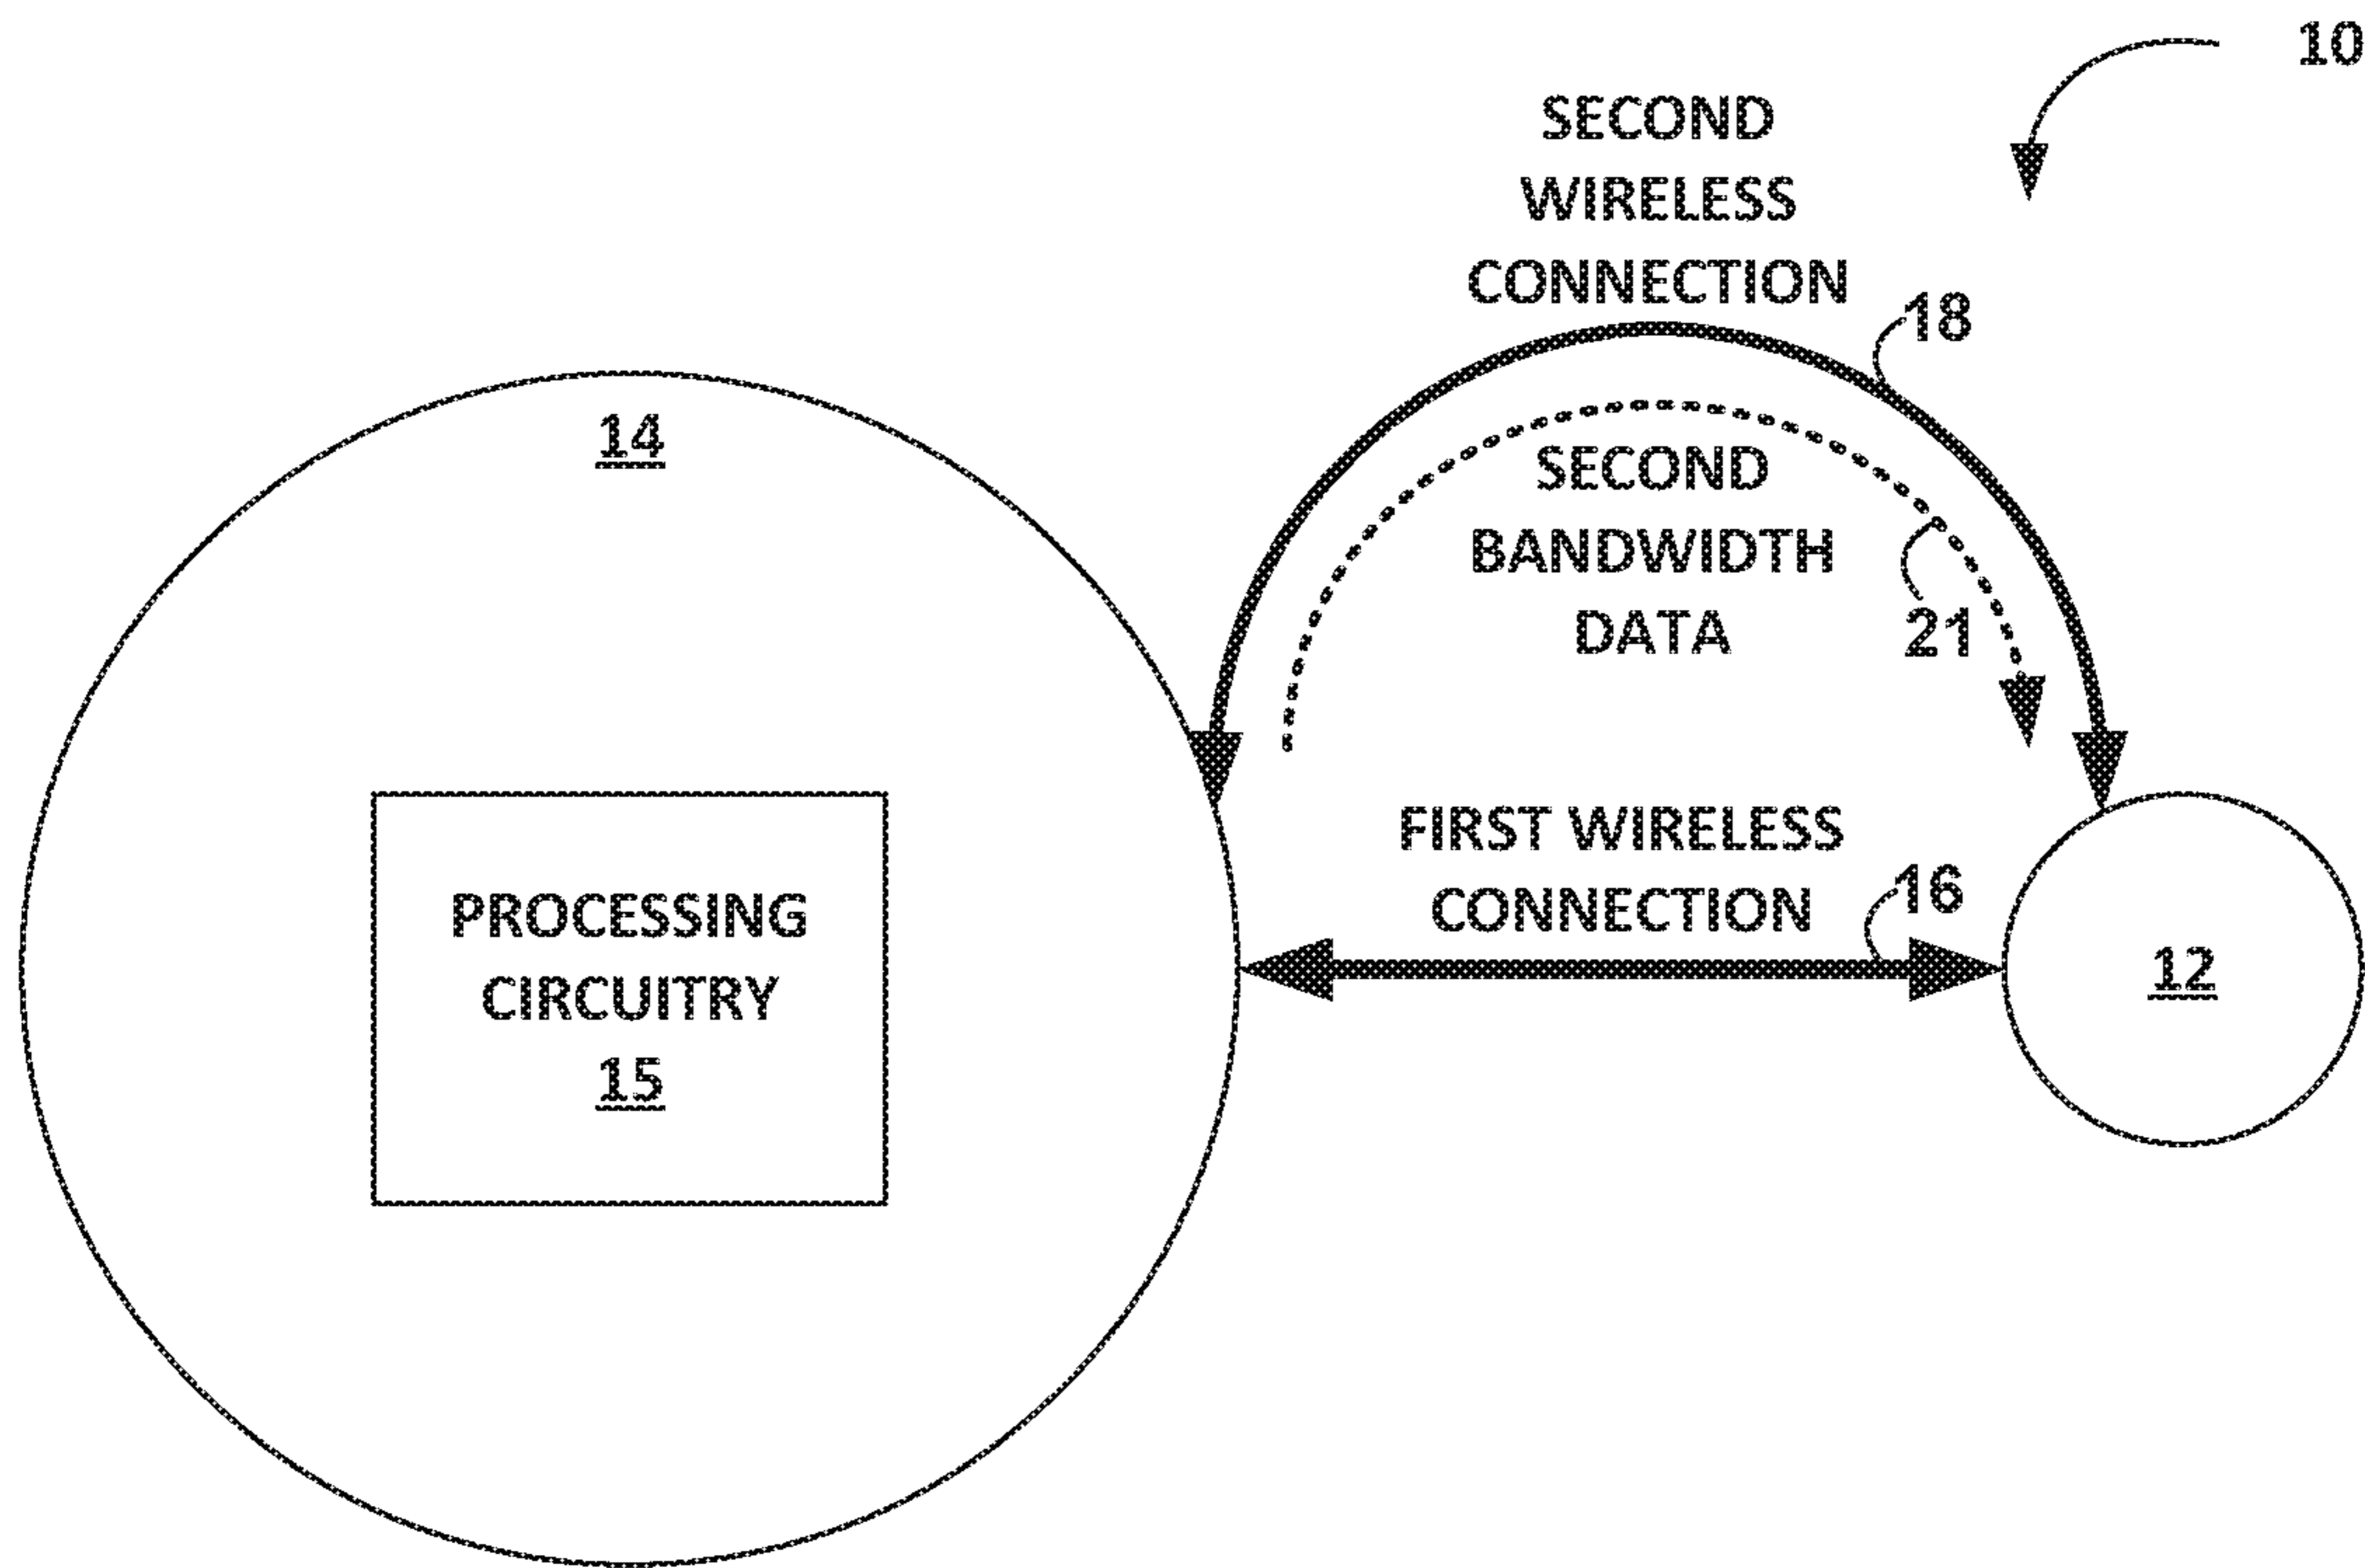 10
SECOND
WIRELESS
CONNECTION
18
14
SECOND
BANDWIDTH
DATA
21
FIRST WIRELESS
CONNECTION
16
PROCESSING
CIRCUITRY
15
12